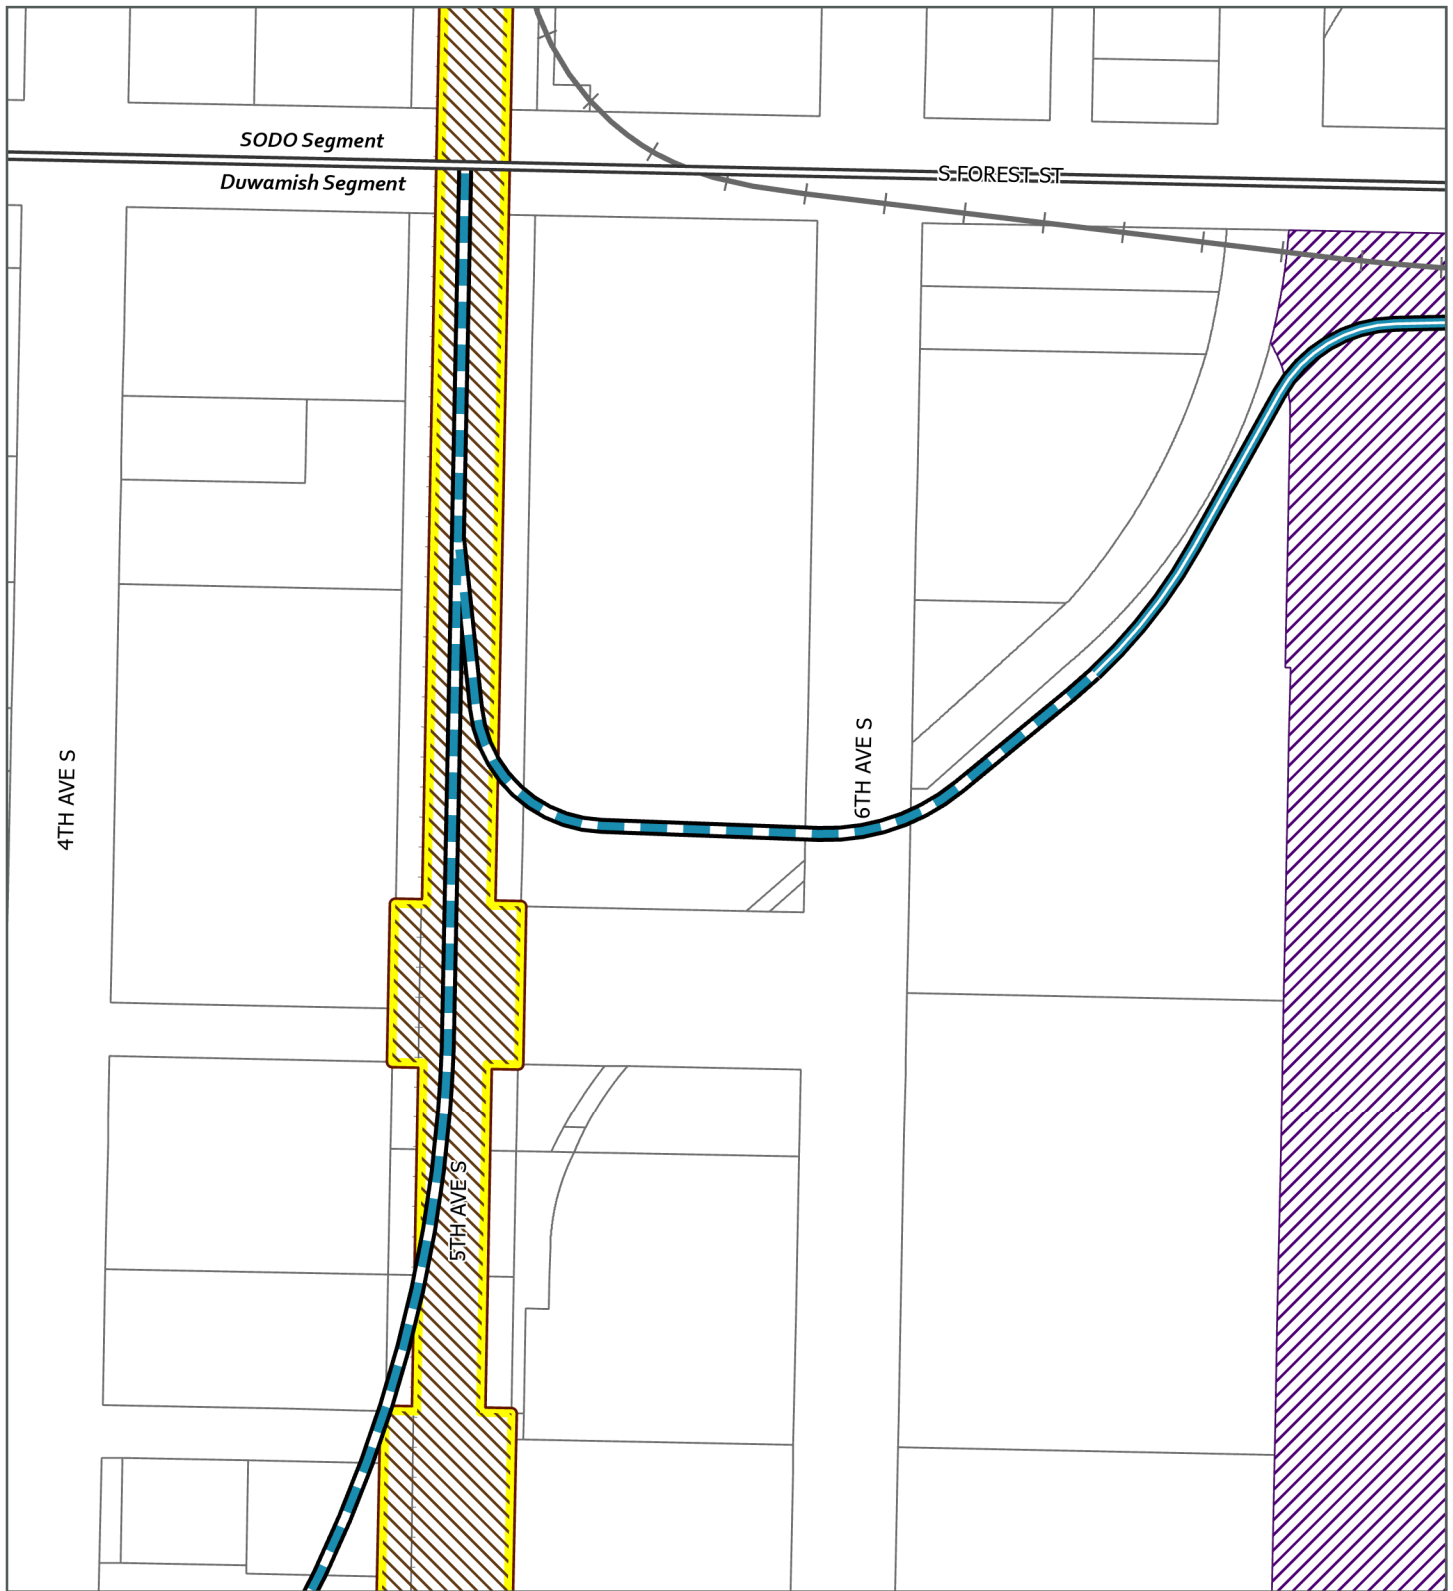 SODO Segment
S FOREST ST
Duwamish Segment
4TH AVE S
6TH AVE S
5TH AVE S